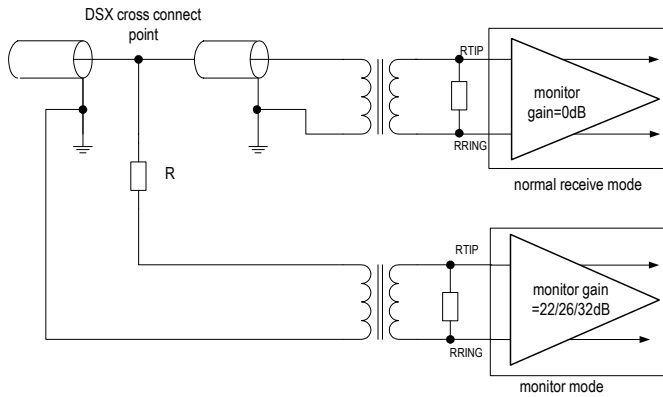 DSX cross connect
point
RTIP
monitor
gain=0dB
RRING
normal receive mode
R
RTIP
monitor gain
=22/26/32dB
RRING
monitor mode